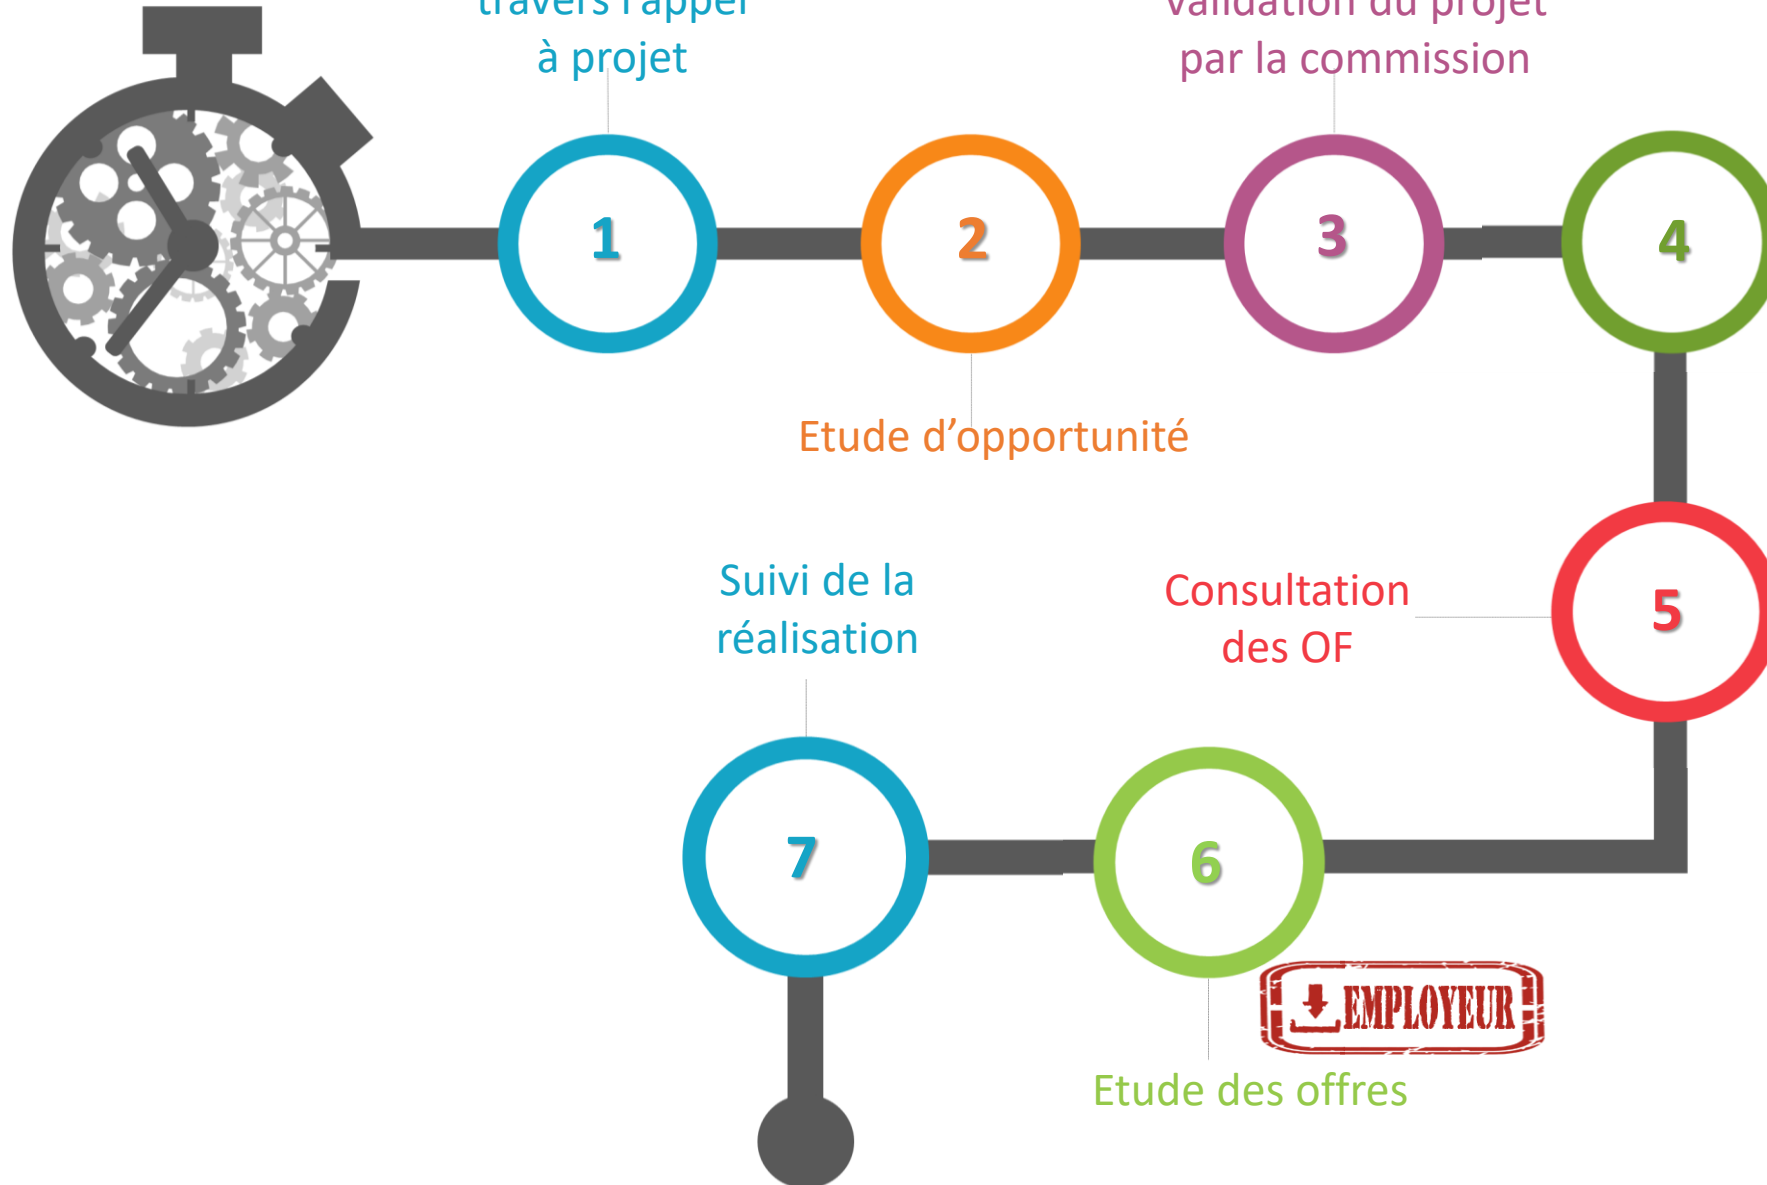 travers l'appel
à projet
Validation du projet
par la commission
1
2
3
4
Etude d'opportunité
Suivi de la
réalisation
Consultation
des OF
5
7
6
EMPLOYEUR
Etude des offres